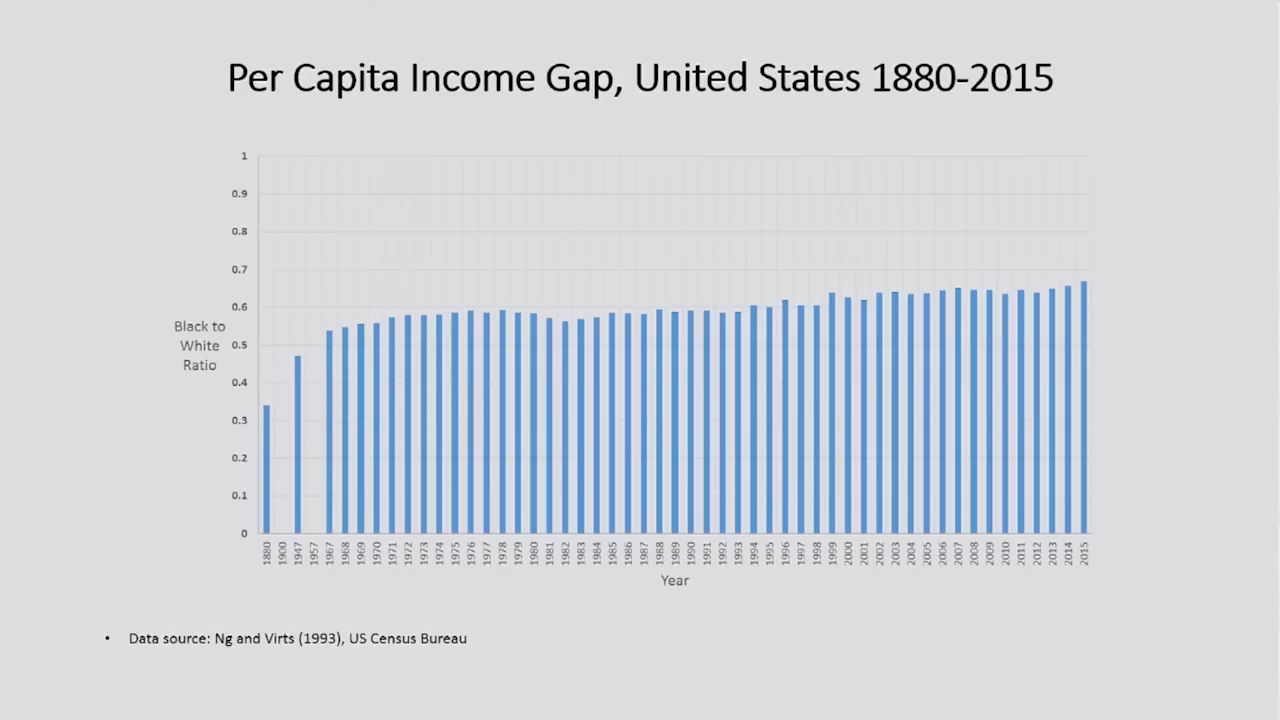 Per Capita Income Gap, United States 1880-2015
1
0.9
0.8
0.7
0.6
0.5
0.4
0.3
0.2
0.1
0
Black to
White
Ratio
1880 1900 1947 1957 1967 1968 1969 1970 1971 1972 1973 1974 1975 1976 1977 1978 1979 1980 1981 1982 1983 1984 1985 1986 1987 1988 1989 1990 1991 1992 1993 1994 1995 1996 1997 1998 1999 2000 2001 2002 2003 2004 2005 2006 2007 2008 2009 2010 2011 2012 2013 2014 2015
Year
• Data source: Ng and Virts (1993), US Census Bureau